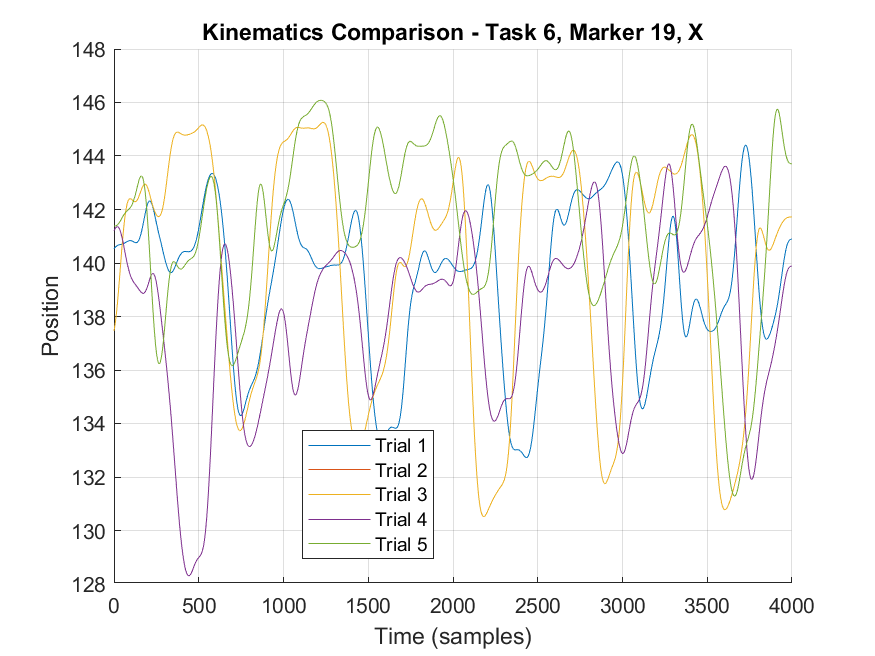 Kinematics Comparison - Task 6, Marker 19, X
148
146
144
142
140
138
136
134
132
130
128
Position
Trial 1
Trial 2
Trial 3
Trial 4
Trial 5
0 500 1000 1500 2000 2500 3000 3500 4000
Time (samples)